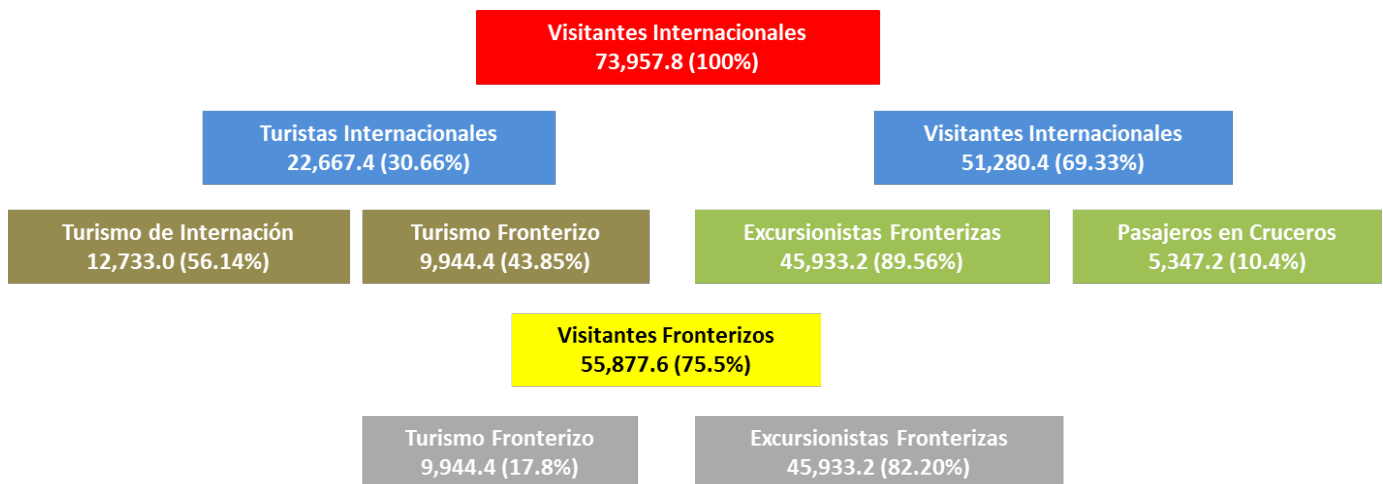 Visitantes Internacionales
73,957.8 (100%)
Turistas Internacionales
22,667.4 (30.66%)
Visitantes Internacionales
51,280.4 (69.33%)
Turismo de Internación
12,733.0 (56.14%)
Turismo Fronterizo
9,944.4 (43.85%)
Excursionistas Fronterizas
45,933.2 (89.56%)
Pasajeros en Cruceros
5,347.2 (10.4%)
Visitantes Fronterizos
55,877.6 (75.5%)
Turismo Fronterizo
9,944.4 (17.8%)
Excursionistas Fronterizas
45,933.2 (82.20%)